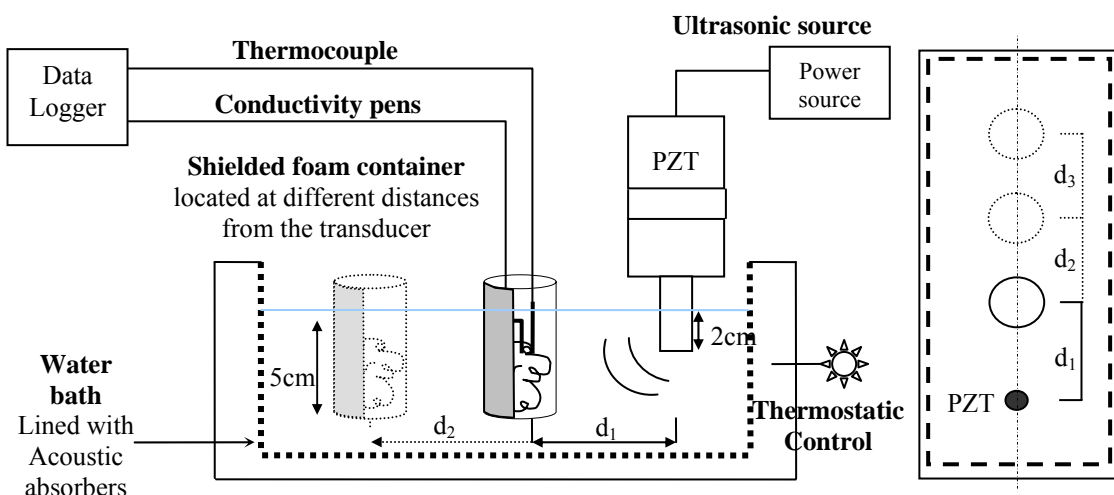 Ultrasonic source
Thermocouple
Data
Logger
Power
source
Conductivity pens
PZT
Shielded foam container
located at different distances
from the transducer
2cm
5cm
Water
bath
Lined with
Acoustic
absorbers
d2
d1
Thermostatic
Control
d3
d2
d1
PZT